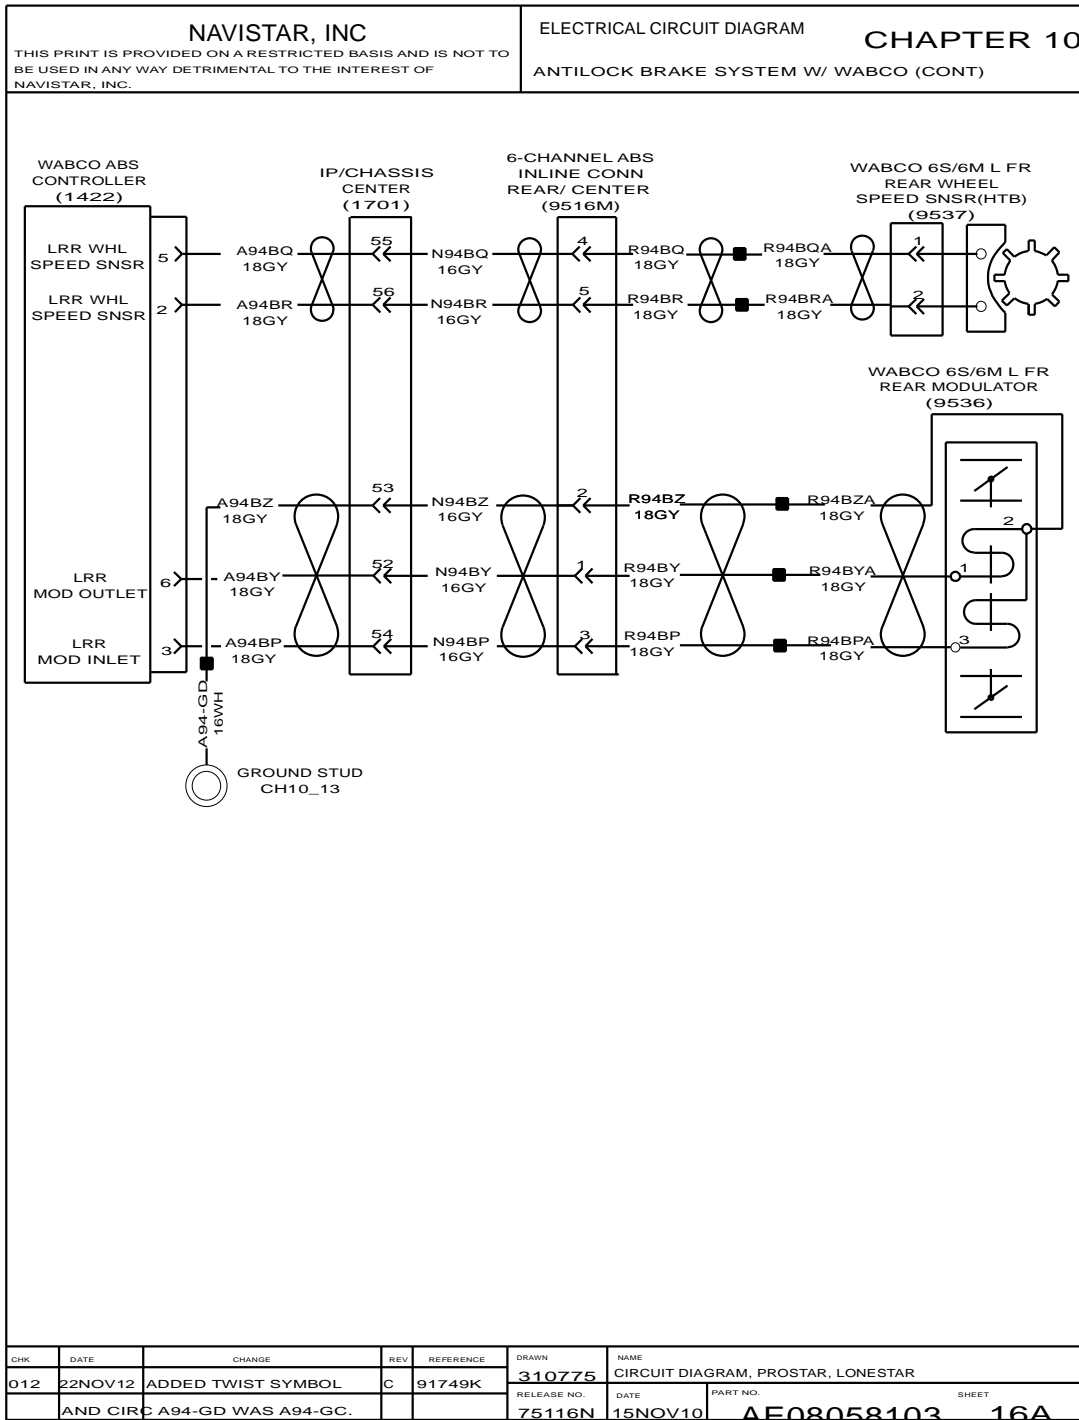 NAVISTAR, INC
THIS PRINT IS PROVIDED ON A RESTRICTED BASIS AND IS NOT TO
BE USED IN ANY WAY DETRIMENTAL TO THE INTEREST OF
NAVISTAR, INC.
ELECTRICAL CIRCUIT DIAGRAM
CHAPTER 10
ANTILOCK BRAKE SYSTEM W/ WABCO (CONT)
WABCO ABS
CONTROLLER
(1422)
IP/CHASSIS
CENTER
(1701)
6-CHANNEL ABS
INLINE CONN
REAR/ CENTER
(9516M)
WABCO 6S/6M L FR
REAR WHEEL
SPEED SNSR(HTB)
(9537)
LRR WHL
SPEED SNSR
5
A94BQ
18GY
55
N94BQ
16GY
4
R94BQ
18GY
R94BQA
18GY
1
LRR WHL
SPEED SNSR
2
A94BR
18GY
56
N94BR
16GY
5
R94BR
18GY
R94BRA
18GY
2
WABCO 6S/6M L FR
REAR MODULATOR
(9536)
A94BZ
18GY
53
N94BZ
16GY
2
R94BZ
18GY
R94BZA
18GY
2
LRR
MOD OUTLET
6
A94BY
18GY
52
N94BY
16GY
1
R94BY
18GY
R94BYA
18GY
1
LRR
MOD INLET
3
A94BP
18GY
54
N94BP
16GY
3
R94BP
18GY
R94BPA
18GY
3
A94-GD
16WH
GROUND STUD
CH10_13
CHK DATE CHANGE REV REFERENCE
012 22NOV12 ADDED TWIST SYMBOL C 91749K
AND CIRC A94-GD WAS A94-GC.
DRAWN
310775
NAME
CIRCUIT DIAGRAM, PROSTAR, LONESTAR
RELEASE NO.
75116N
DATE
15NOV10
PART NO.
AE08058103
SHEET
16A